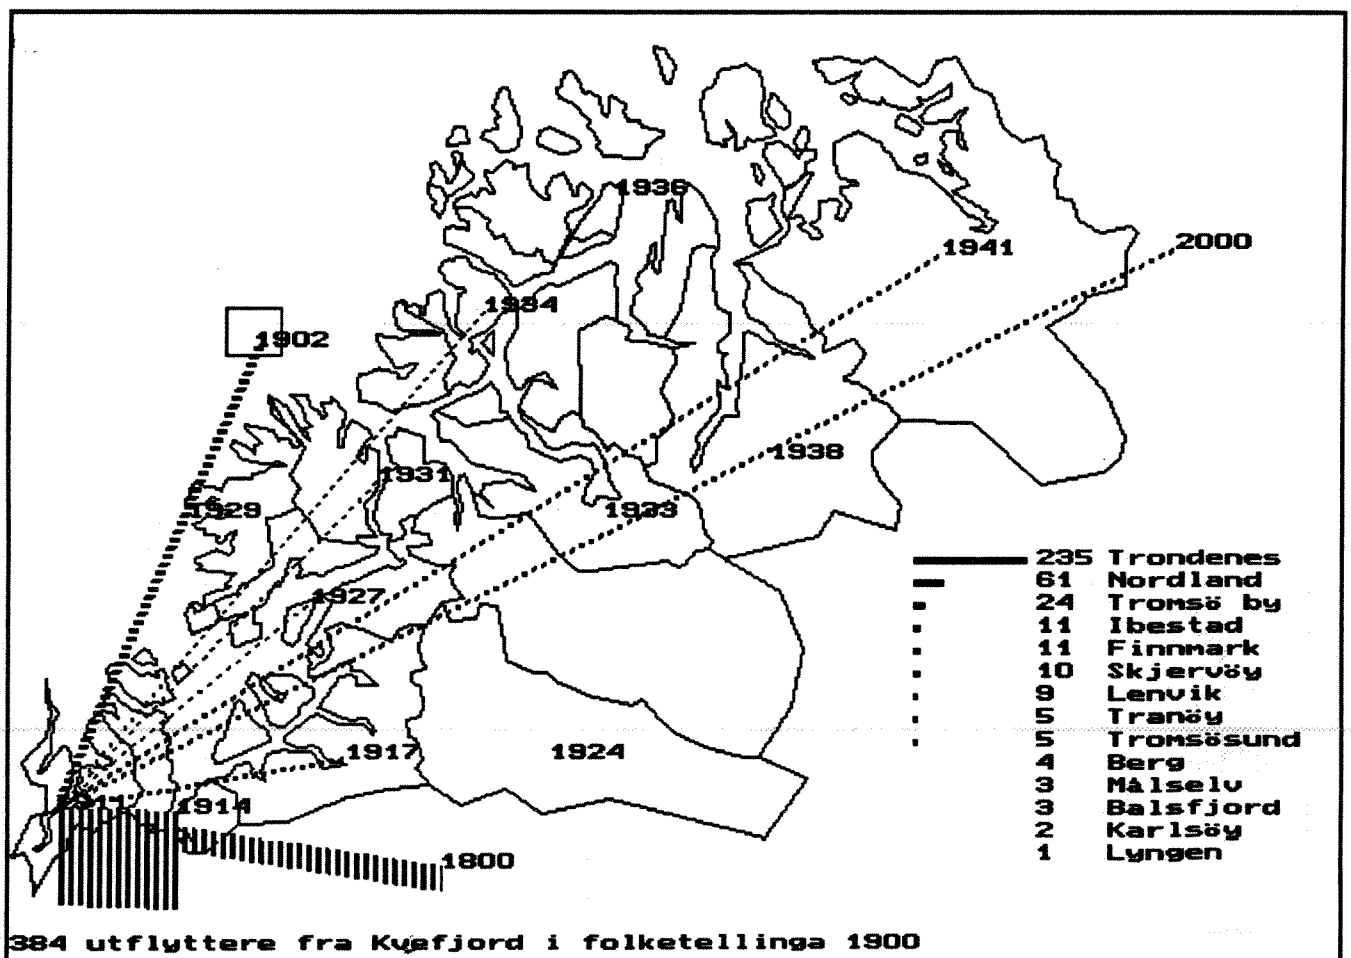 1936
1941
2000
1934
1902
1938
1931
1929
1933
235 Trondenes
61 Nordland
1927
24 Tromsö by
11 Ibestad
11 Finnmark
10 Skjervöy
9 Lenvik
5 Tranöy
5 Tromsösund
1917
1924
4 Berg
3 Målselv
1911
1914
3 Balsfjord
2 Karlsöy
1 Lyngen
1800
384 utflyttere fra Kvefjord i folketellinga 1900